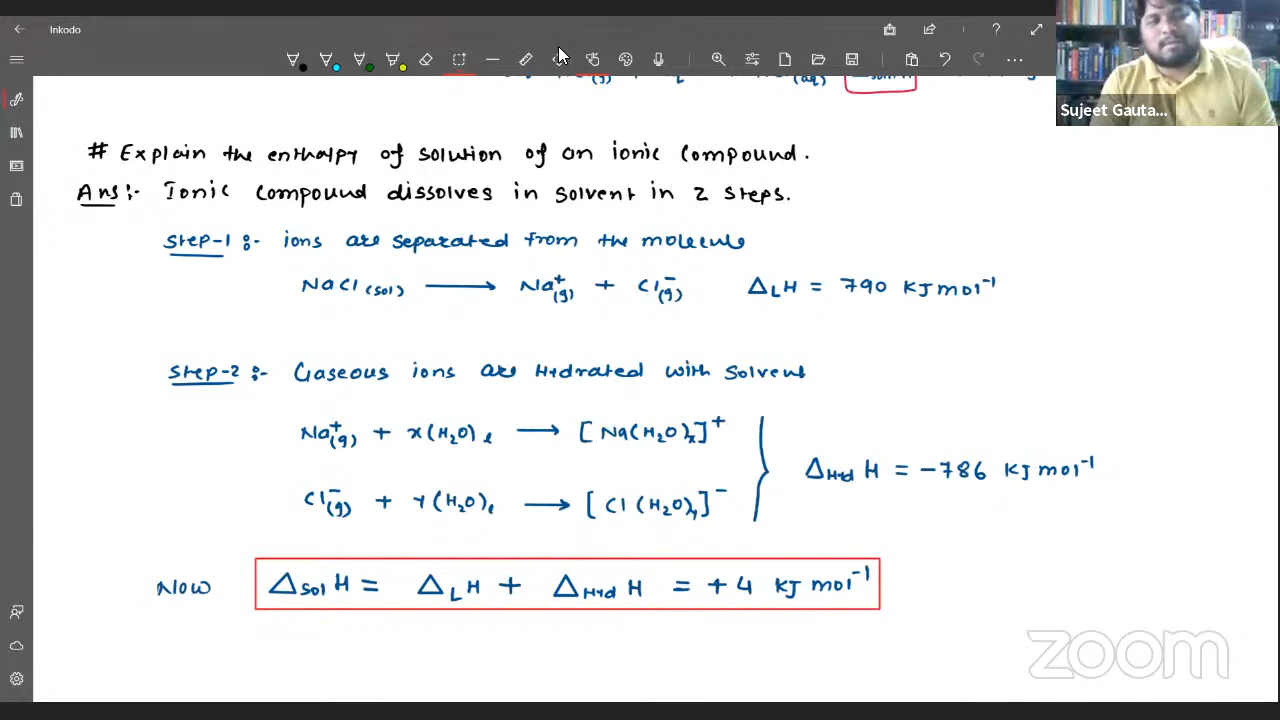 Inkodo
Sujeet Gauta...
# Explain the enthalpy of solution of an ionic compound.
Ans:- Ionic compound dissolves in solvent in 2 steps.
Step-1:- ions are separated from the molecule
NaCl(sol) ⟶ Na⁺(g) + Cl⁻(g) ΔLH = 790 KJ mol⁻¹
Step-2:- Gaseous ions are Hydrated with solvent
Na⁺(g) + x(H₂O)ℓ ⟶ [Na(H₂O)x]⁺
ΔHyd H = -786 KJ mol⁻¹
Cl⁻(g) + Y(H₂O)ℓ ⟶ [Cl(H₂O)y]⁻
Now ΔSol H = ΔLH + ΔHyd H = +4 KJ mol⁻¹
zoom